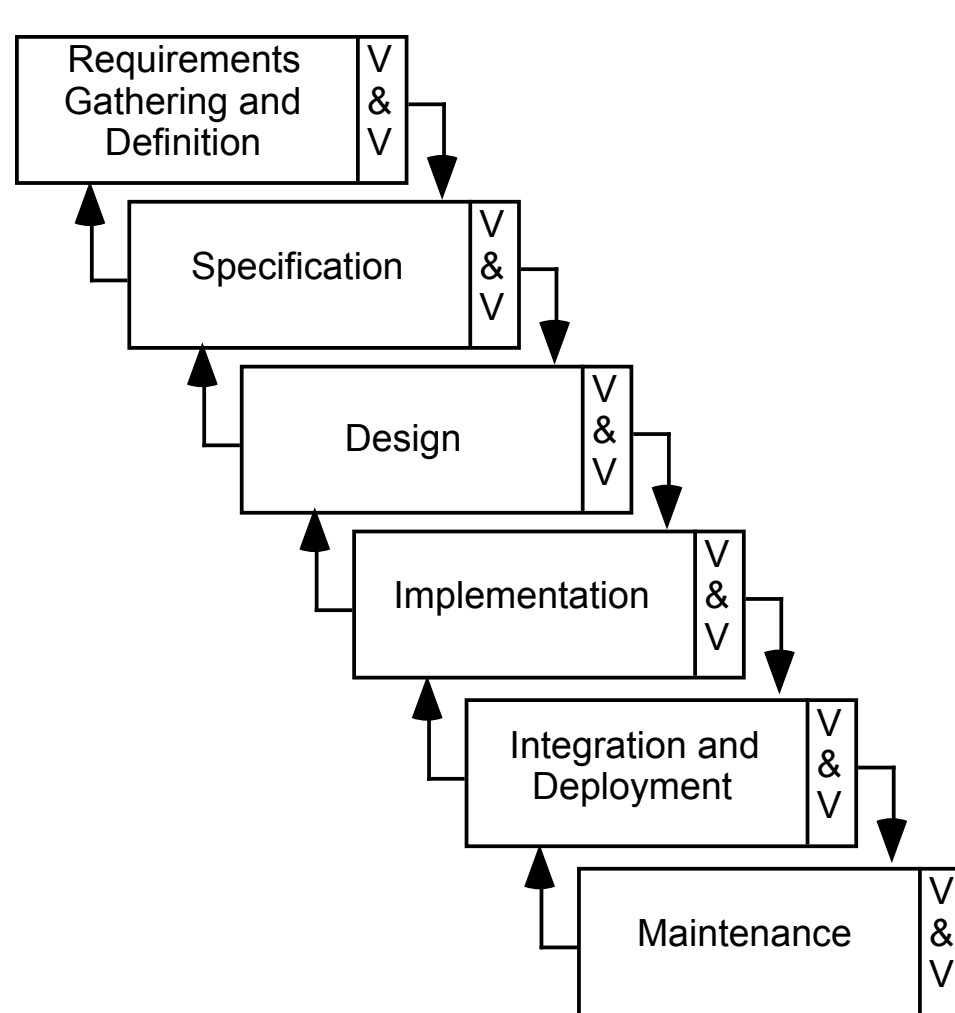 Requirements
Gathering and
Definition
V
&
V
Specification
V
&
V
Design
V
&
V
Implementation
V
&
V
Integration and
Deployment
V
&
V
Maintenance
V
&
V